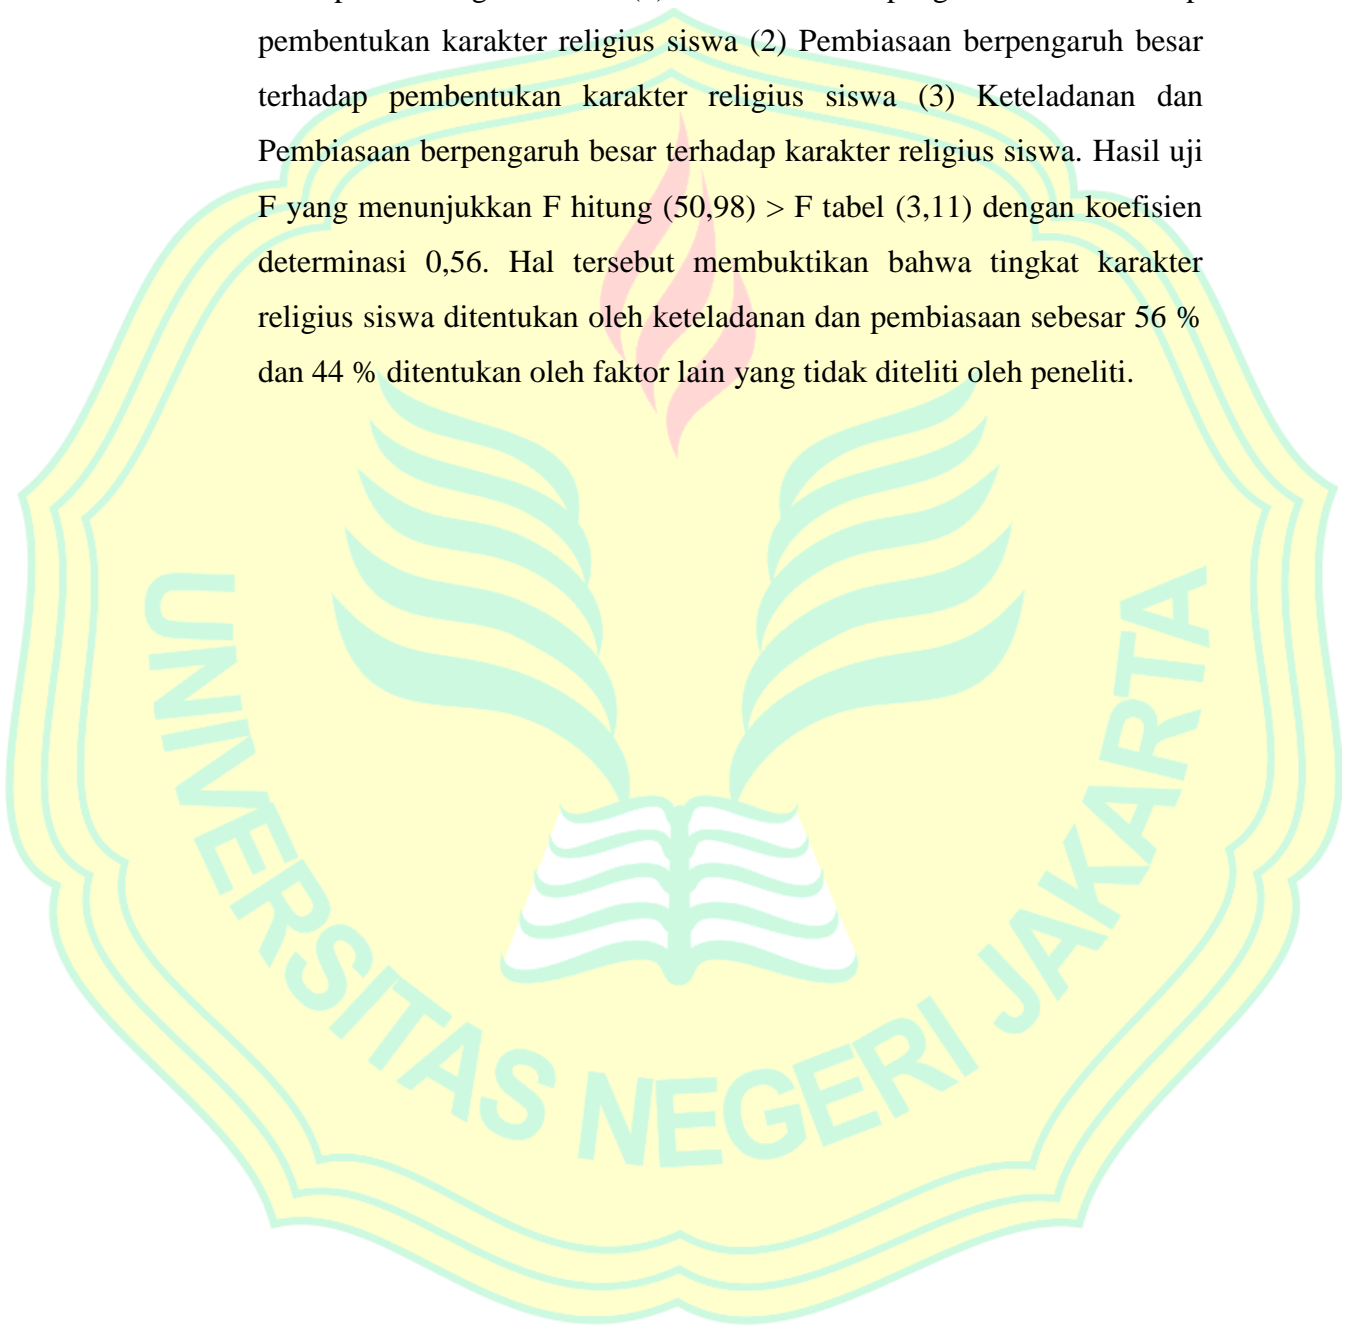 pembentukan karakter religius siswa (2) Pembiasaan berpengaruh besar
terhadap pembentukan karakter religius siswa (3) Keteladanan dan
Pembiasaan berpengaruh besar terhadap karakter religius siswa. Hasil uji
F yang menunjukkan F hitung (50,98) > F tabel (3,11) dengan koefisien
determinasi 0,56. Hal tersebut membuktikan bahwa tingkat karakter
religius siswa ditentukan oleh keteladanan dan pembiasaan sebesar 56 %
dan 44 % ditentukan oleh faktor lain yang tidak diteliti oleh peneliti.
UNIVERSITAS NEGERI JAKARTA